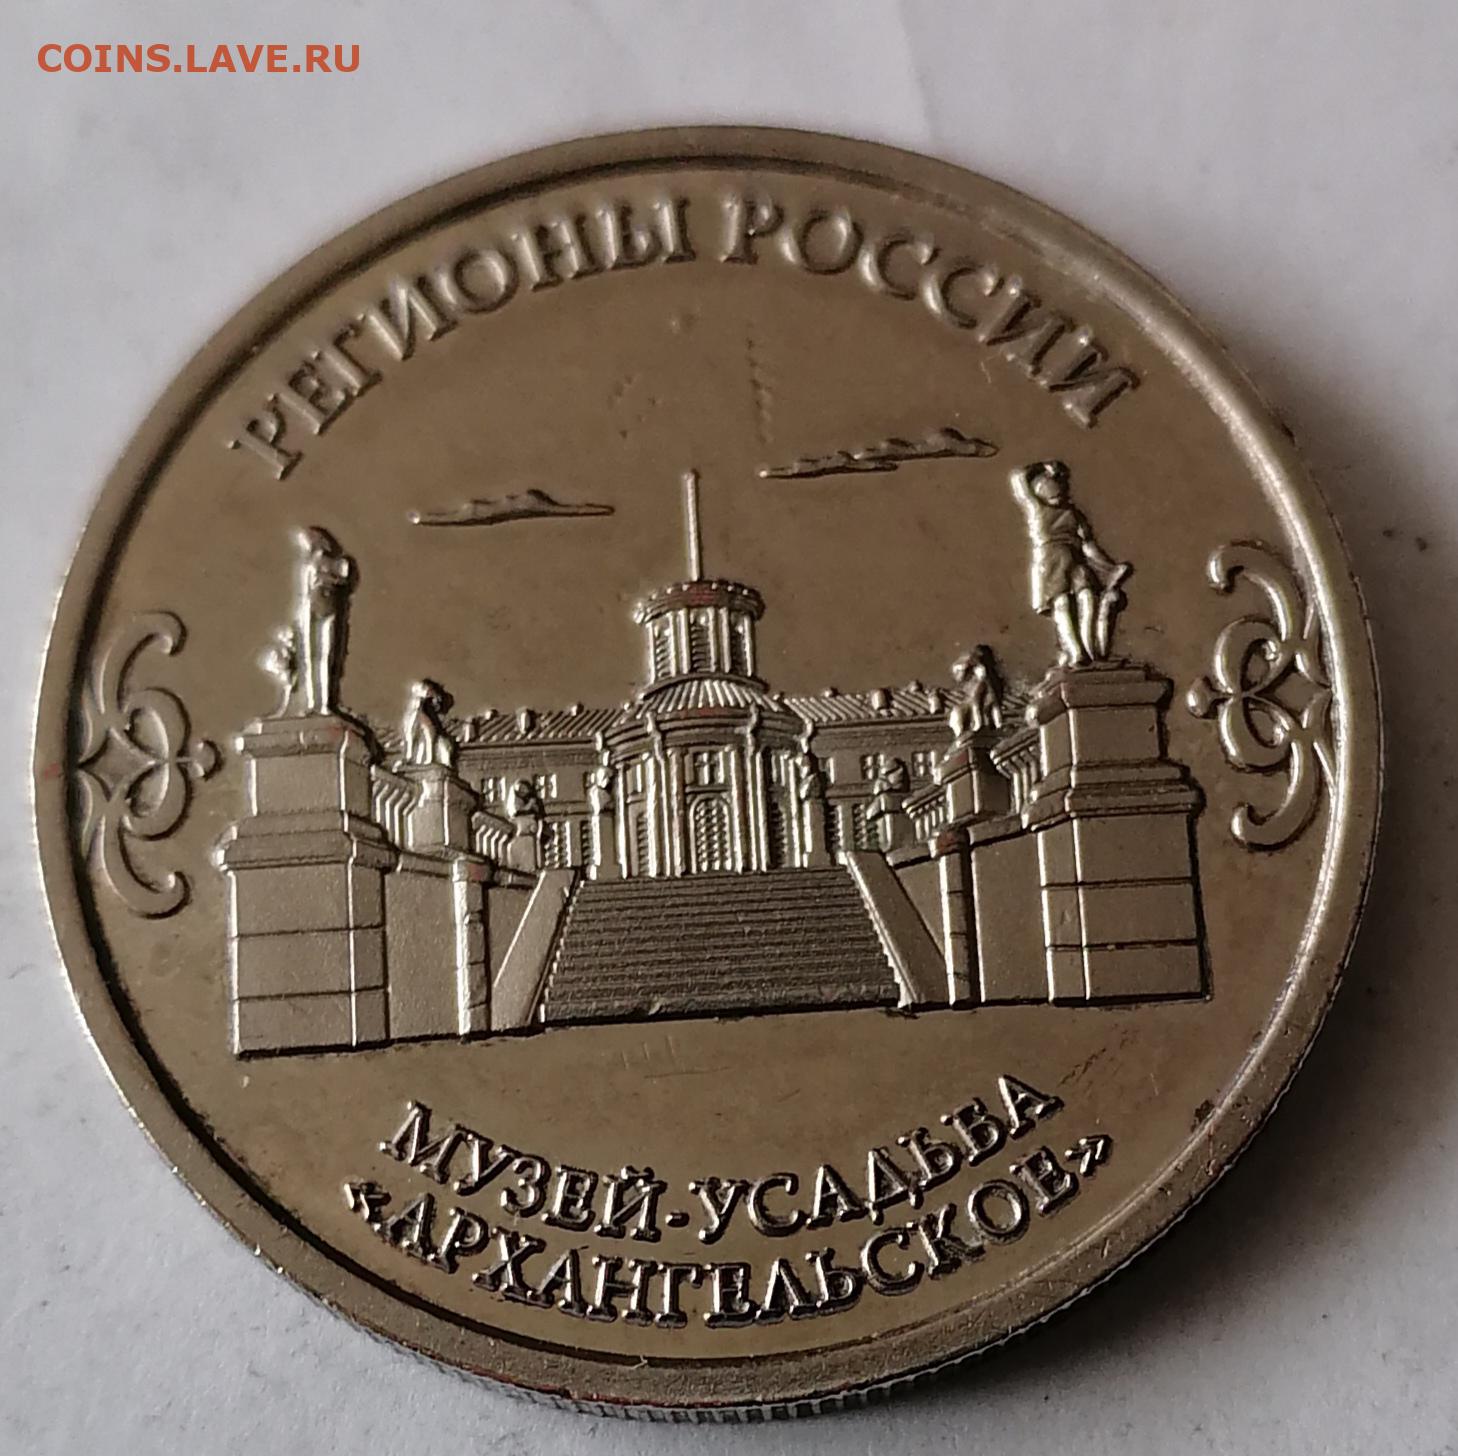 COINS.LAVE.RU
РЕГИОНЫ РОССИИ
МУЗЕЙ-УСАДЬБА
«АРХАНГЕЛЬСКОЕ»